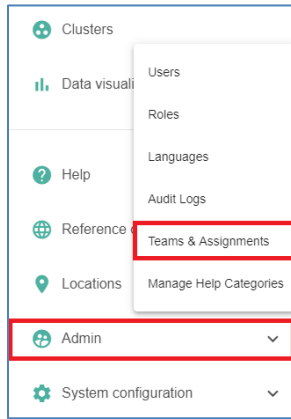 Clusters
Data visuali
Help
Reference
Locations
Admin
System configuration
Users
Roles
Languages
Audit Logs
Teams & Assignments
Manage Help Categories